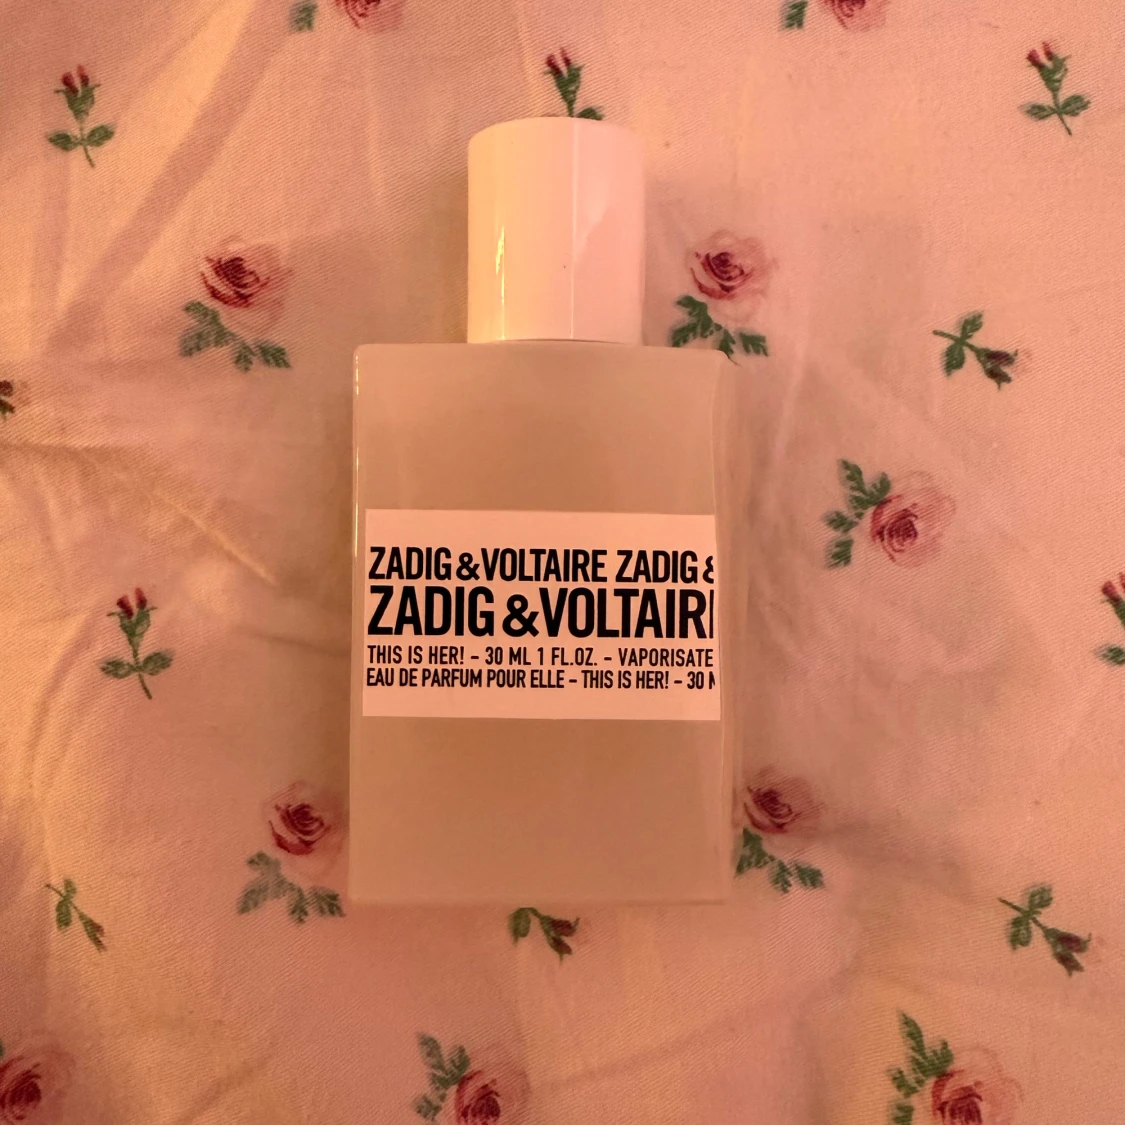 ZADIG & VOLTAIRE ZADIG &
ZADIG & VOLTAIR
THIS IS HER! – 30 ML 1 FL.OZ. – VAPORISATE
EAU DE PARFUM POUR ELLE – THIS IS HER! – 30